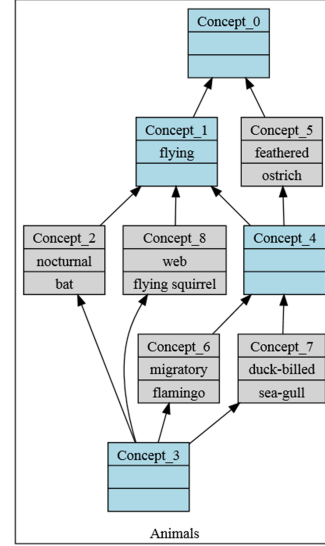 Concept_0
Concept_1
flying
Concept_5
feathered
ostrich
Concept_2
nocturnal
bat
Concept_8
web
flying squirrel
Concept_4
Concept_6
migratory
flamingo
Concept_7
duck-billed
sea-gull
Concept_3
Animals